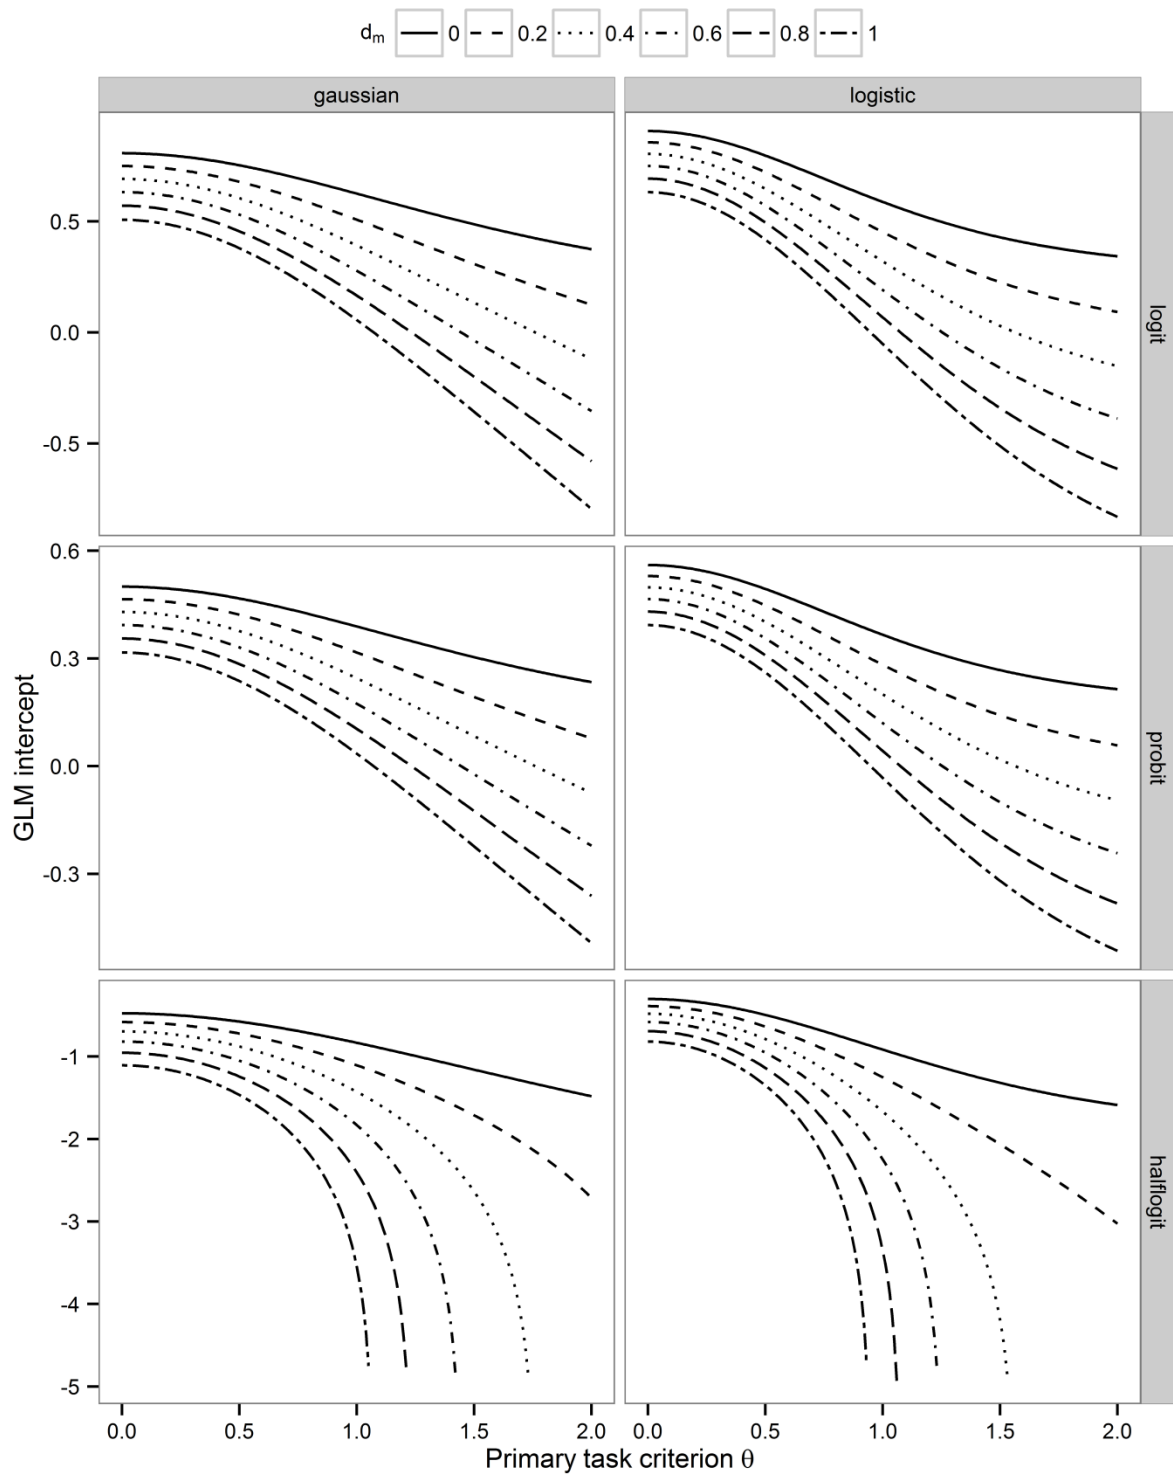 dm 0 0.2 0.4 0.6 0.8 1
gaussian logistic
0.5
0.0
-0.5
logit
0.6
0.3
0.0
-0.3
probit
-1
-2
-3
-4
-5
halflogit
GLM intercept
0.0 0.5 1.0 1.5 2.0 0.0 0.5 1.0 1.5 2.0
Primary task criterion θ